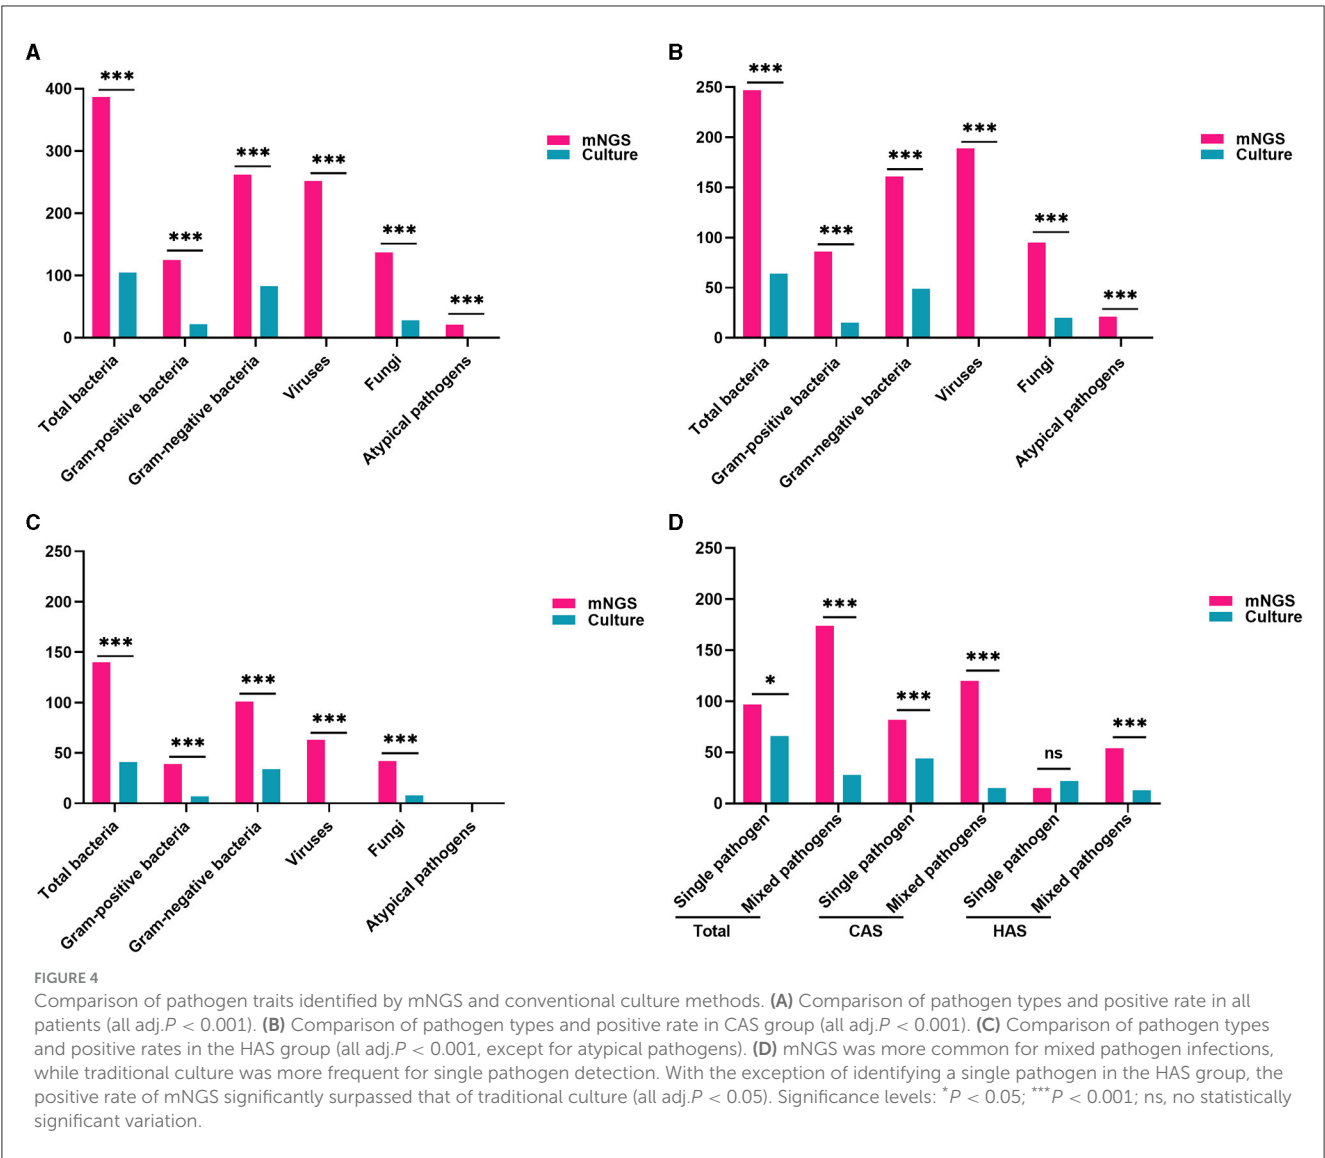 A
***
400
300
200
100
0
***
***
***
***
***
mNGS
Culture
Total bacteria
Gram-positive bacteria
Gram-negative bacteria
Viruses
Fungi
Atypical pathogens
B
***
250
200
150
100
50
0
***
***
***
***
***
mNGS
Culture
Total bacteria
Gram-positive bacteria
Gram-negative bacteria
Viruses
Fungi
Atypical pathogens
C
250
200
150
100
50
0
***
***
***
***
***
mNGS
Culture
Total bacteria
Gram-positive bacteria
Gram-negative bacteria
Viruses
Fungi
Atypical pathogens
D
250
200
150
100
50
0
*
***
***
***
ns
***
mNGS
Culture
Single pathogen
Mixed pathogens
Single pathogen
Mixed pathogens
Single pathogen
Mixed pathogens
Total
CAS
HAS
FIGURE 4
Comparison of pathogen traits identified by mNGS and conventional culture methods. (A) Comparison of pathogen types and positive rate in all
patients (all adj.P < 0.001). (B) Comparison of pathogen types and positive rate in CAS group (all adj.P < 0.001). (C) Comparison of pathogen types
and positive rates in the HAS group (all adj.P < 0.001, except for atypical pathogens). (D) mNGS was more common for mixed pathogen infections,
while traditional culture was more frequent for single pathogen detection. With the exception of identifying a single pathogen in the HAS group, the
positive rate of mNGS significantly surpassed that of traditional culture (all adj.P < 0.05). Significance levels: *P < 0.05; ***P < 0.001; ns, no statistically
significant variation.